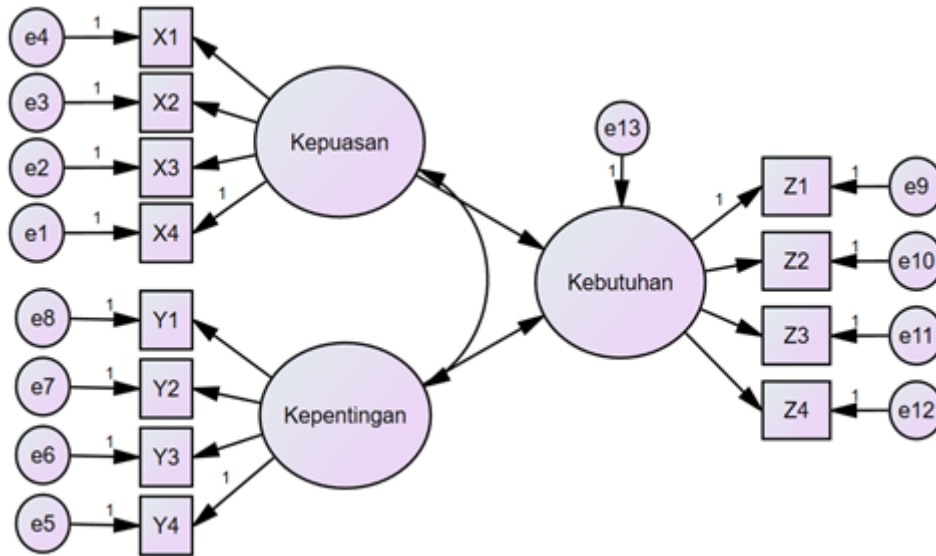 e4 1 X1
e3 1 X2
e2 1 X3
e1 1 X4
1
Kepuasan
e8 1 Y1
e7 1 Y2
e6 1 Y3
e5 1 Y4
1
Kepentingan
e13
1
Kebutuhan
1 Z1 1 e9
Z2 1 e10
Z3 1 e11
Z4 1 e12